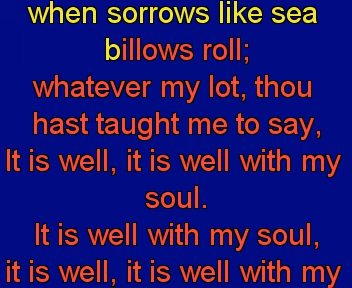 when sorrows like sea
billows roll;
whatever my lot, thou
hast taught me to say,
It is well, it is well with my
soul.
It is well with my soul,
it is well, it is well with my